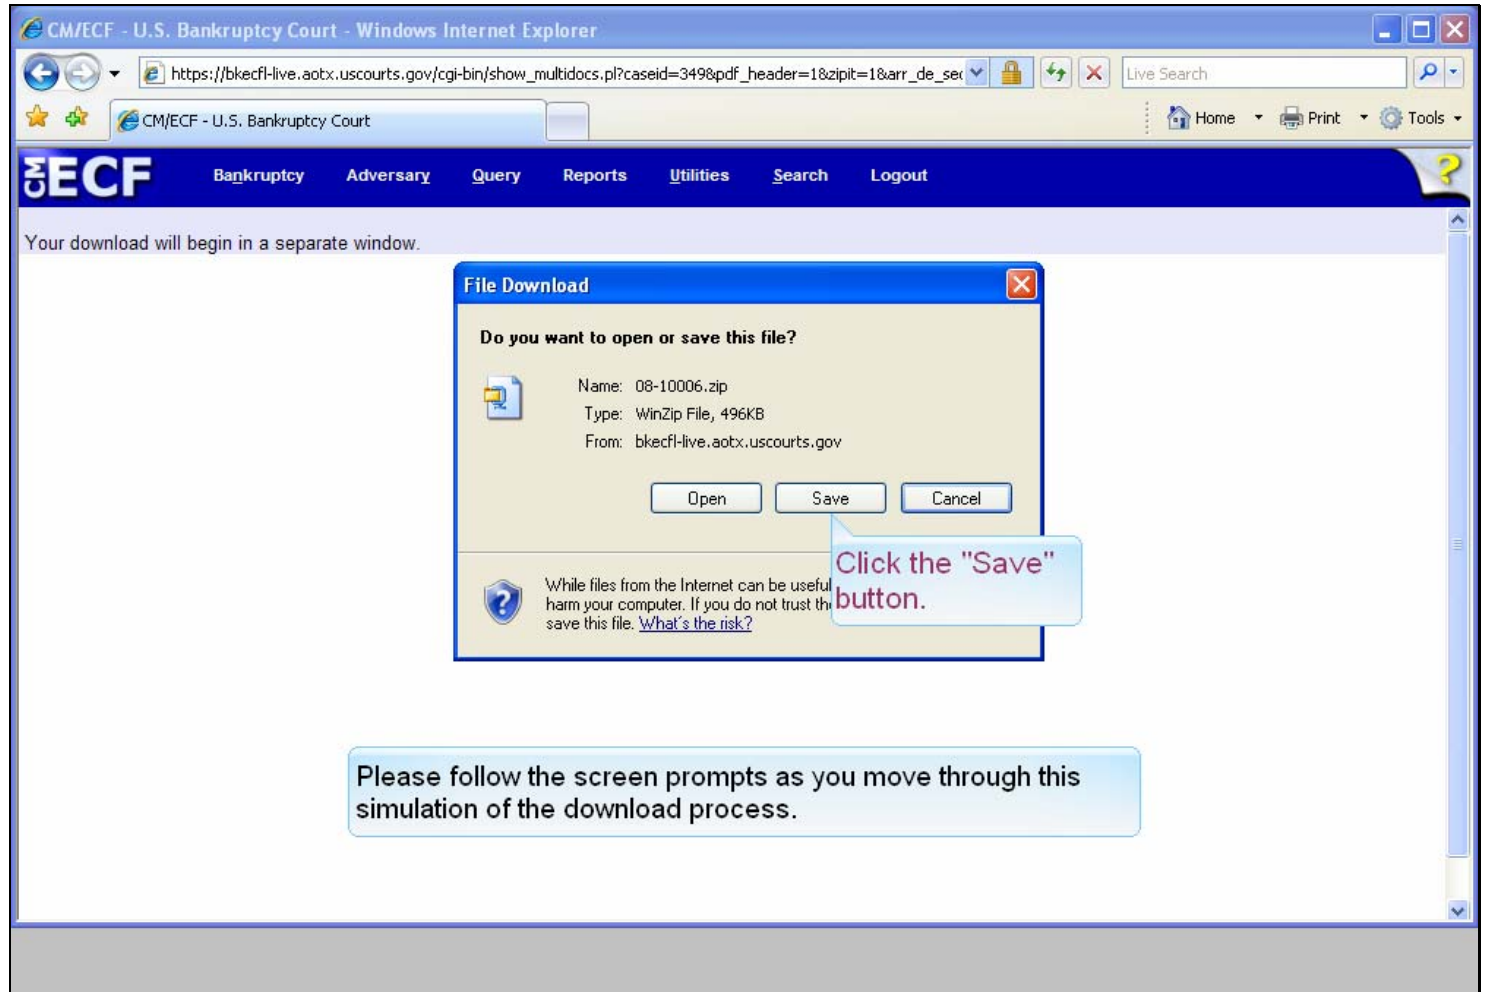 CM/ECF - U.S. Bankruptcy Court - Windows Internet Explorer
https://bkecfl-live.aotx.uscourts.gov/cgi-bin/show_multidocs.pl?caseid=349&pdf_header=1&zipit=1&arr_de_sec
Live Search
CM/ECF - U.S. Bankruptcy Court
Home Print Tools
CM ECF Bankruptcy Adversary Query Reports Utilities Search Logout ?
Your download will begin in a separate window.
File Download
Do you want to open or save this file?
Name: 08-10006.zip
Type: WinZip File, 496KB
From: bkecfl-live.aotx.uscourts.gov
Open Save Cancel
Click the "Save"
button.
While files from the Internet can be useful
harm your computer. If you do not trust th
save this file. What's the risk?
Please follow the screen prompts as you move through this
simulation of the download process.